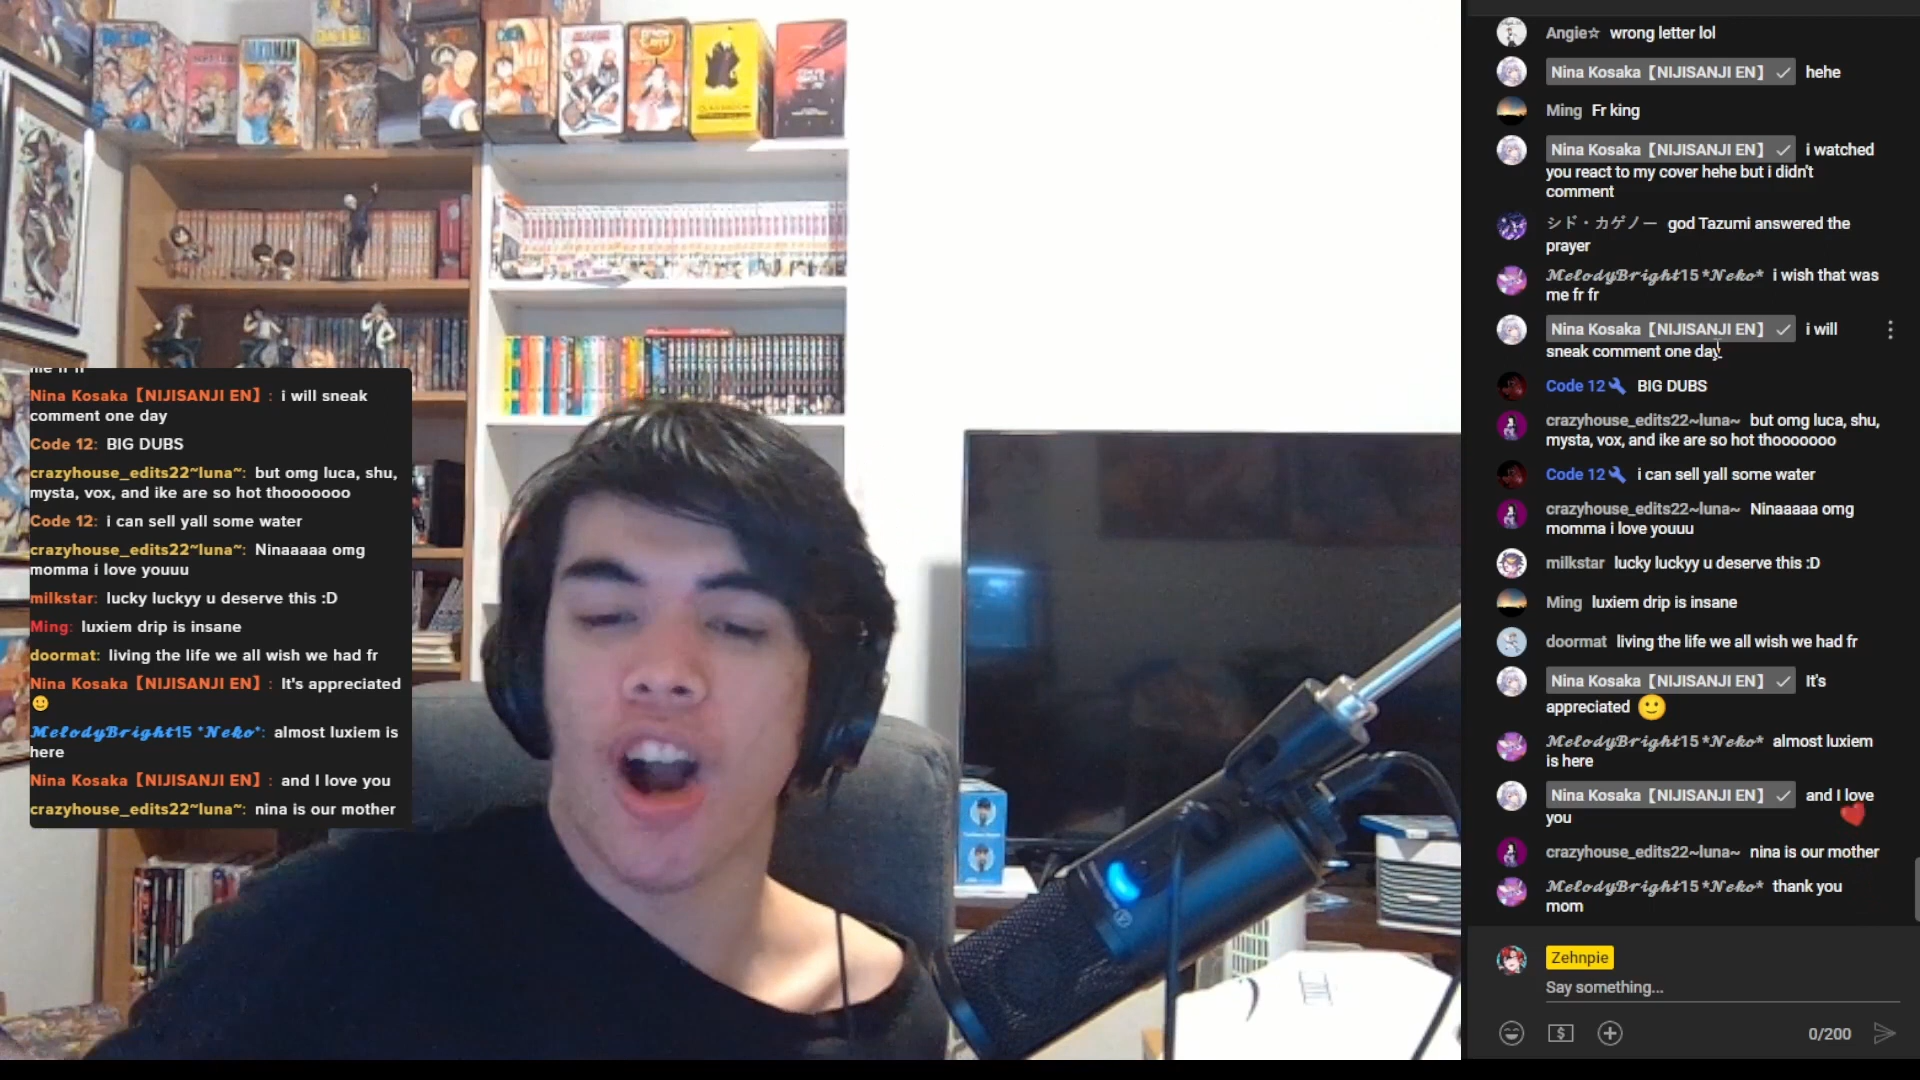 me fr fr
Nina Kosaka【NIJISANJI EN】: i will sneak
comment one day
Code 12: BIG DUBS
crazyhouse_edits22~luna~: but omg luca, shu,
mysta, vox, and ike are so hot thooooooo
Code 12: i can sell yall some water
crazyhouse_edits22~luna~: Ninaaaaa omg
momma i love youuu
milkstar: lucky luckyy u deserve this :D
Ming: luxiem drip is insane
doormat: living the life we all wish we had fr
Nina Kosaka【NIJISANJI EN】: It's appreciated
🙂
𝓜𝓮𝓵𝓸𝓭𝔂𝓑𝓻𝓲𝓰𝓱𝓽15 *𝓝𝓮𝓴𝓸*: almost luxiem is
here
Nina Kosaka【NIJISANJI EN】: and I love you
crazyhouse_edits22~luna~: nina is our mother
Angie☆ wrong letter lol
Nina Kosaka【NIJISANJI EN】 ✓ hehe
Ming Fr king
Nina Kosaka【NIJISANJI EN】 ✓ i watched
you react to my cover hehe but i didn't
comment
シド・カゲノー god Tazumi answered the
prayer
𝓜𝓮𝓵𝓸𝓭𝔂𝓑𝓻𝓲𝓰𝓱𝓽15 *𝓝𝓮𝓴𝓸* i wish that was
me fr fr
Nina Kosaka【NIJISANJI EN】 ✓ i will
sneak comment one day
Code 12 BIG DUBS
crazyhouse_edits22~luna~ but omg luca, shu,
mysta, vox, and ike are so hot thooooooo
Code 12 i can sell yall some water
crazyhouse_edits22~luna~ Ninaaaaa omg
momma i love youuu
milkstar lucky luckyy u deserve this :D
Ming luxiem drip is insane
doormat living the life we all wish we had fr
Nina Kosaka【NIJISANJI EN】 ✓ It's
appreciated 🙂
𝓜𝓮𝓵𝓸𝓭𝔂𝓑𝓻𝓲𝓰𝓱𝓽15 *𝓝𝓮𝓴𝓸* almost luxiem
is here
Nina Kosaka【NIJISANJI EN】 ✓ and I love
you
crazyhouse_edits22~luna~ nina is our mother
𝓜𝓮𝓵𝓸𝓭𝔂𝓑𝓻𝓲𝓰𝓱𝓽15 *𝓝𝓮𝓴𝓸* thank you
mom
Zehnpie
Say something...
0/200